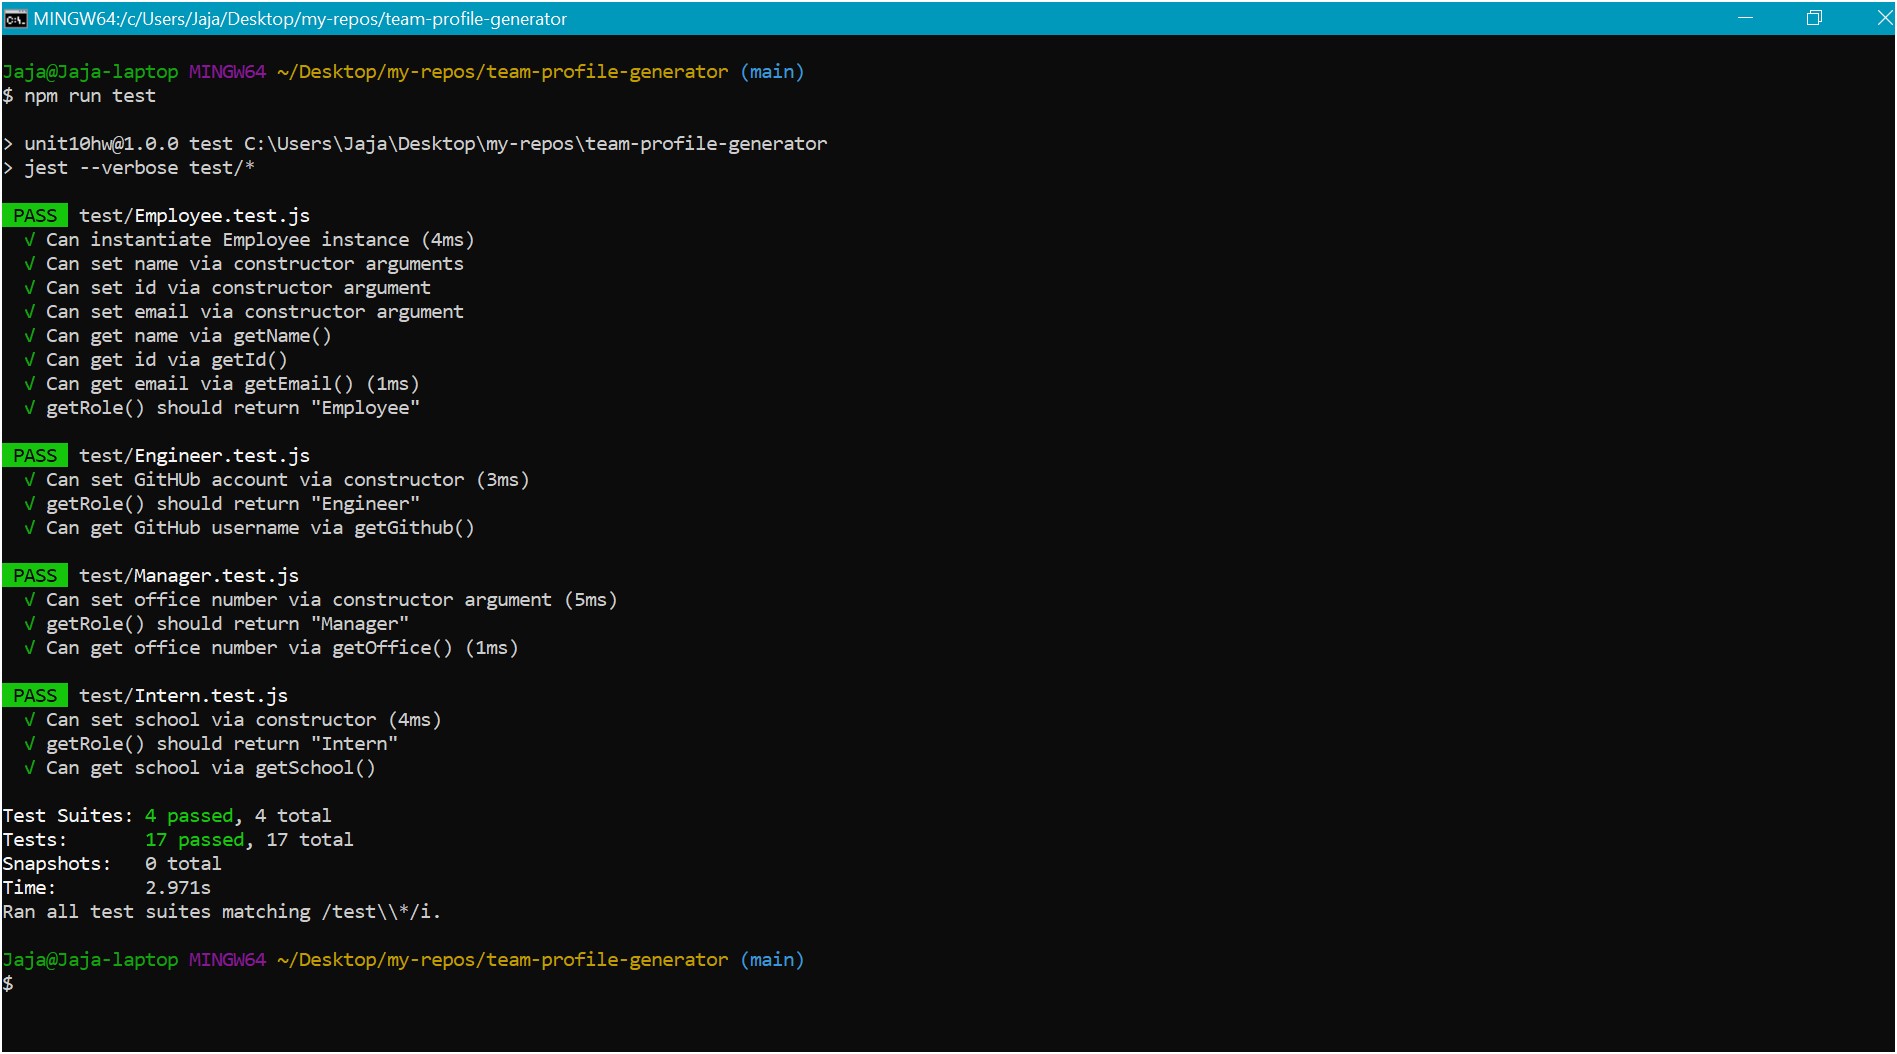 MINGW64:/c/Users/Jaja/Desktop/my-repos/team-profile-generator
Jaja@Jaja-laptop MINGW64 ~/Desktop/my-repos/team-profile-generator (main)
$ npm run test
> unit10hw@1.0.0 test C:\Users\Jaja\Desktop\my-repos\team-profile-generator
> jest --verbose test/*
PASS test/Employee.test.js
√ Can instantiate Employee instance (4ms)
√ Can set name via constructor arguments
√ Can set id via constructor argument
√ Can set email via constructor argument
√ Can get name via getName()
√ Can get id via getId()
√ Can get email via getEmail() (1ms)
√ getRole() should return "Employee"
PASS test/Engineer.test.js
√ Can set GitHUb account via constructor (3ms)
√ getRole() should return "Engineer"
√ Can get GitHub username via getGithub()
PASS test/Manager.test.js
√ Can set office number via constructor argument (5ms)
√ getRole() should return "Manager"
√ Can get office number via getOffice() (1ms)
PASS test/Intern.test.js
√ Can set school via constructor (4ms)
√ getRole() should return "Intern"
√ Can get school via getSchool()
Test Suites: 4 passed, 4 total
Tests: 17 passed, 17 total
Snapshots: 0 total
Time: 2.971s
Ran all test suites matching /test\\*/i.
Jaja@Jaja-laptop MINGW64 ~/Desktop/my-repos/team-profile-generator (main)
$